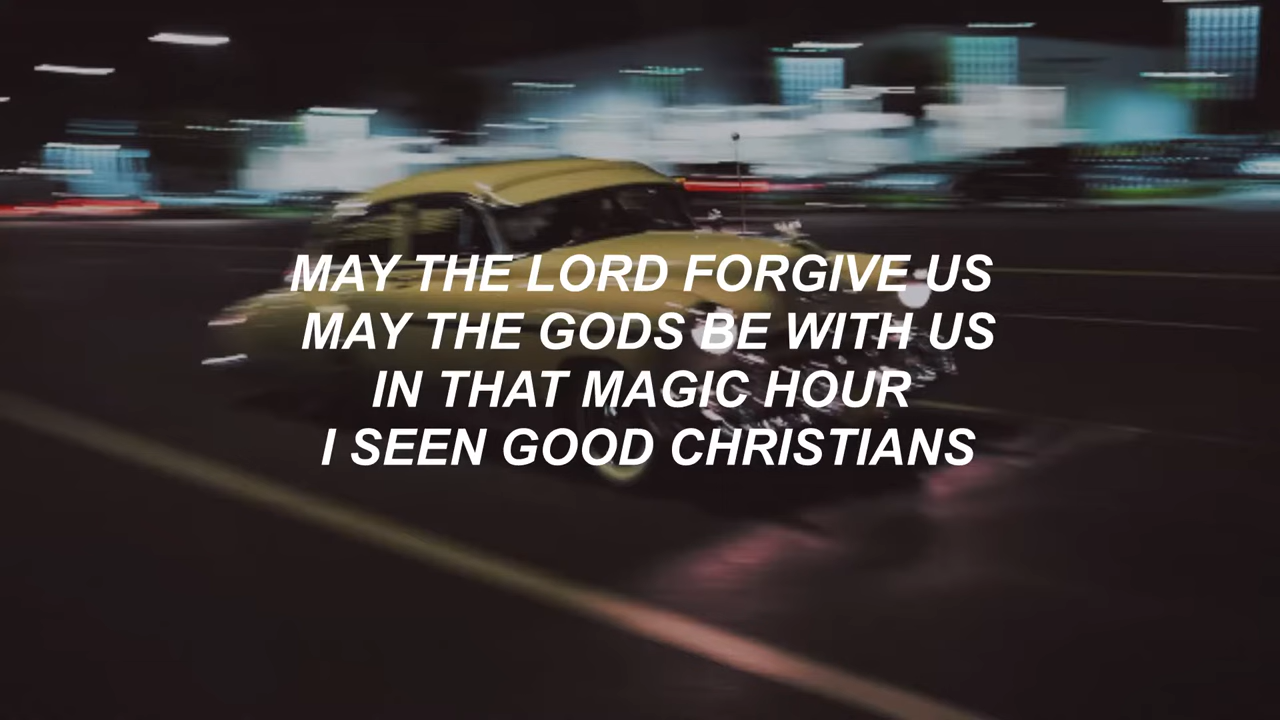 MAY THE LORD FORGIVE US
MAY THE GODS BE WITH US
IN THAT MAGIC HOUR
I SEEN GOOD CHRISTIANS